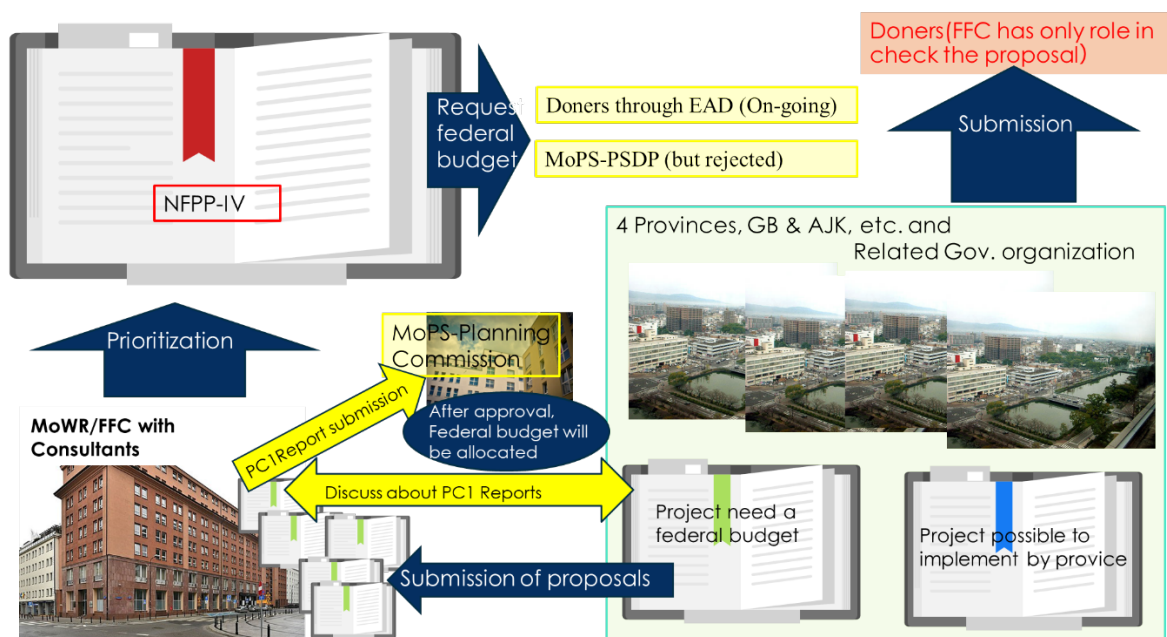 Doners(FFC has only role in
check the proposal)
Request
federal
budget
Doners through EAD (On-going)
MoPS-PSDP (but rejected)
Submission
NFPP-IV
4 Provinces, GB & AJK, etc. and
Related Gov. organization
Prioritization
MoPS-Planning
Commission
PC1Report submission
After approval,
Federal budget will
be allocated
MoWR/FFC with
Consultants
Discuss about PC1 Reports
Project need a
federal budget
Project possible to
implement by provice
Submission of proposals